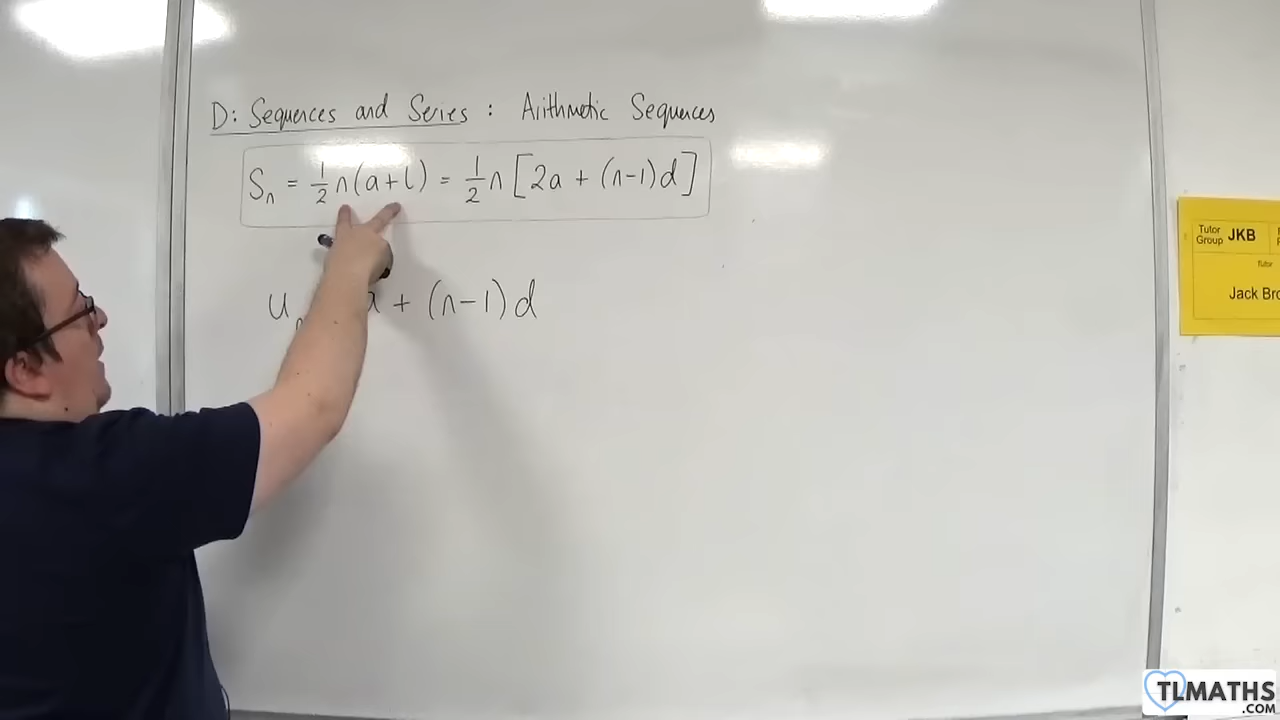 D: Sequences and Series : Arithmetic Sequences
Sₙ = ½n(a+l) = ½n[2a + (n-1)d]
u + (n-1)d
Tutor Group JKB
Tutor
Jack Bro
TLMATHS
.COM